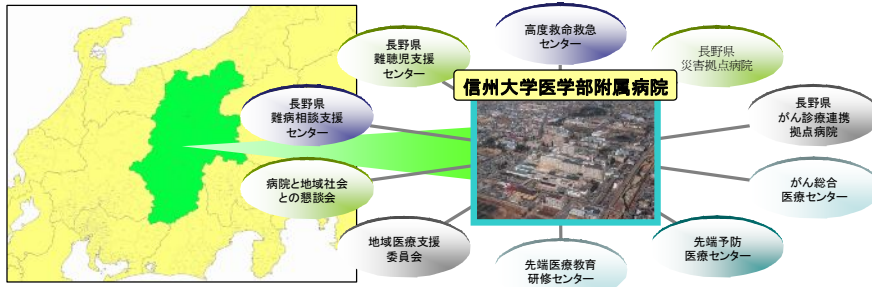 高度救命救急
センター
長野県
難聴児支援
センター
長野県
災害拠点病院
信州大学医学部附属病院
長野県
難病相談支援
センター
長野県
がん診療連携
拠点病院
病院と地域社会
との懇談会
がん総合
医療センター
地域医療支援
委員会
先端医療教育
研修センター
先端予防
医療センター